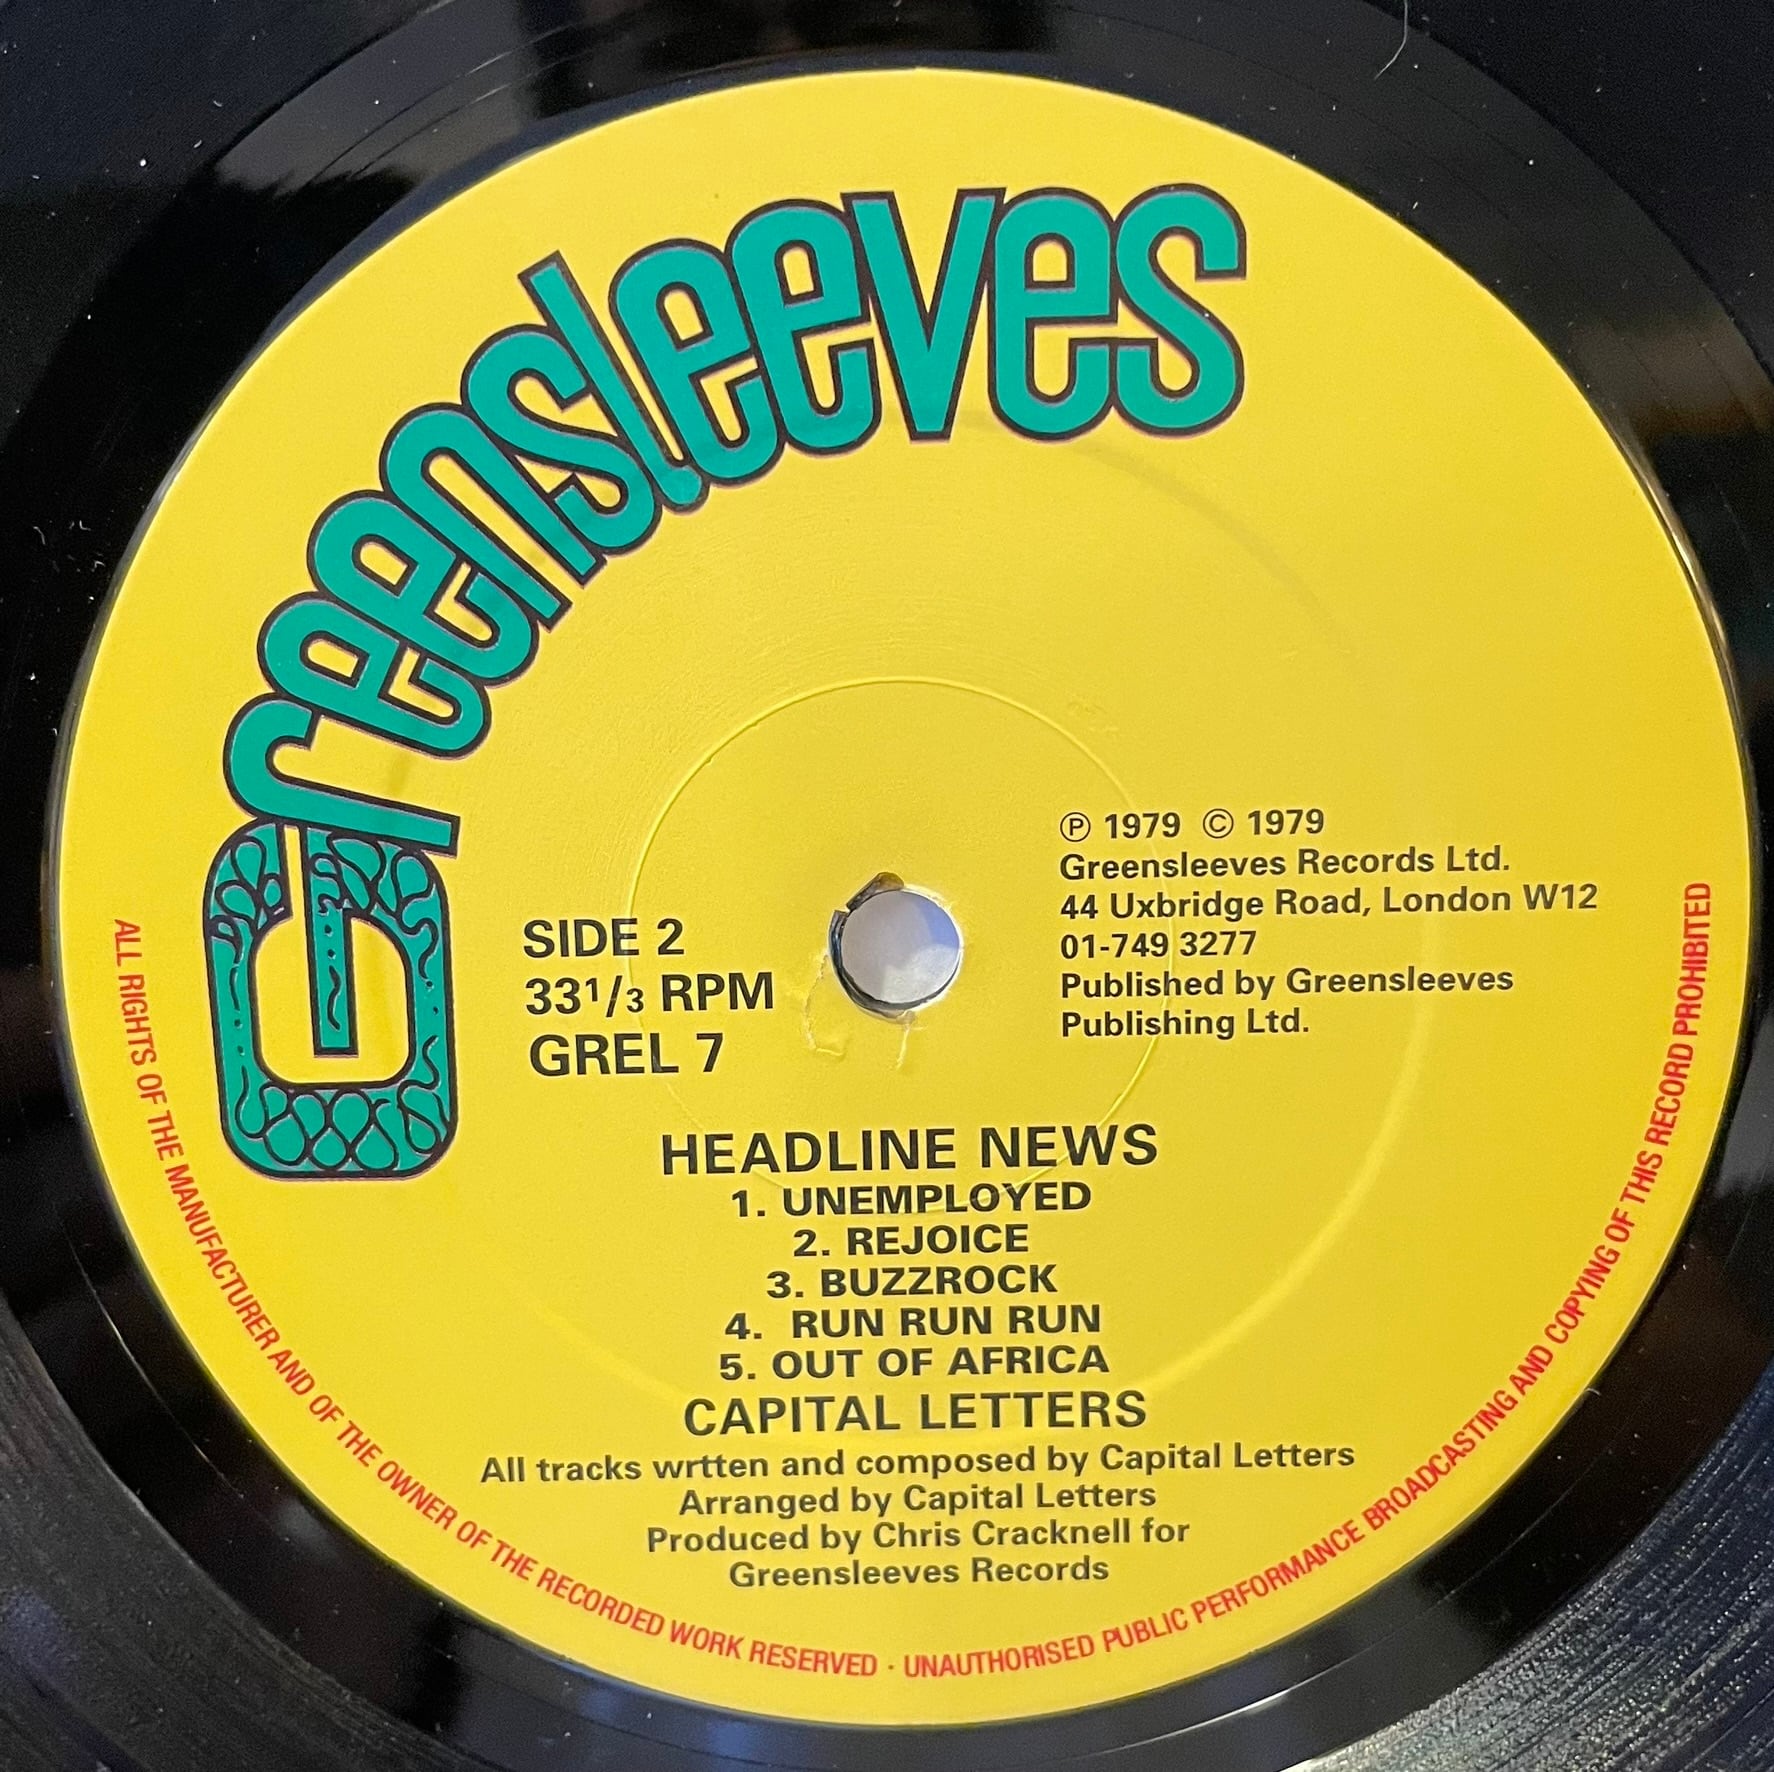 Greensleeves
℗ 1979 © 1979
Greensleeves Records Ltd.
44 Uxbridge Road, London W12
01-749 3277
Published by Greensleeves
Publishing Ltd.
SIDE 2
33 1/3 RPM
GREL 7
HEADLINE NEWS
1. UNEMPLOYED
2. REJOICE
3. BUZZROCK
4. RUN RUN RUN
5. OUT OF AFRICA
CAPITAL LETTERS
All tracks wrtten and composed by Capital Letters
Arranged by Capital Letters
Produced by Chris Cracknell for
Greensleeves Records
ALL RIGHTS OF THE MANUFACTURER AND OF THE OWNER OF THE RECORDED WORK RESERVED · UNAUTHORISED PUBLIC PERFORMANCE BROADCASTING AND COPYING OF THIS RECORD PROHIBITED